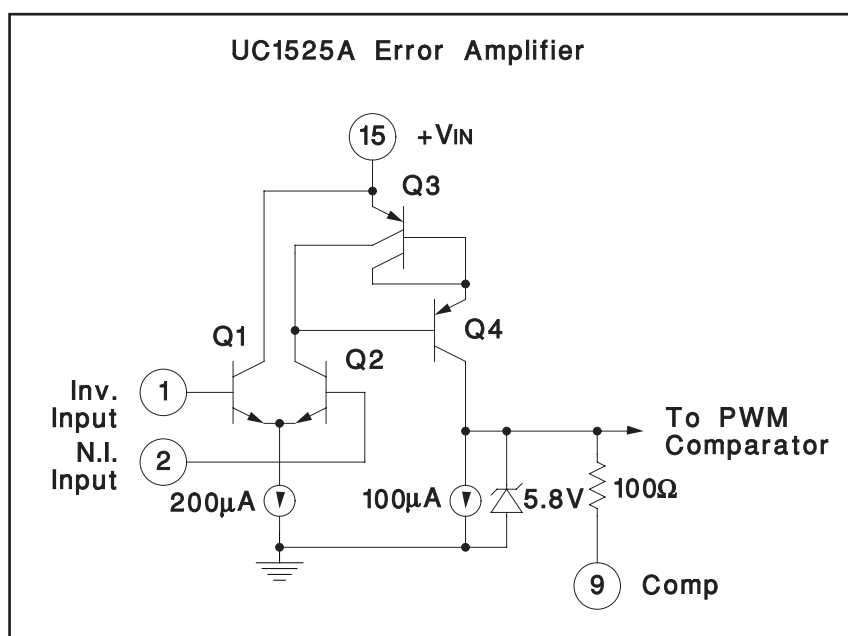 UC1525A Error Amplifier
15 +VIN
Q3
Q4
Q1
Q2
Inv.
Input
1
N.I.
Input
2
To PWM
Comparator
200µA
100µA
5.8V
100Ω
9 Comp